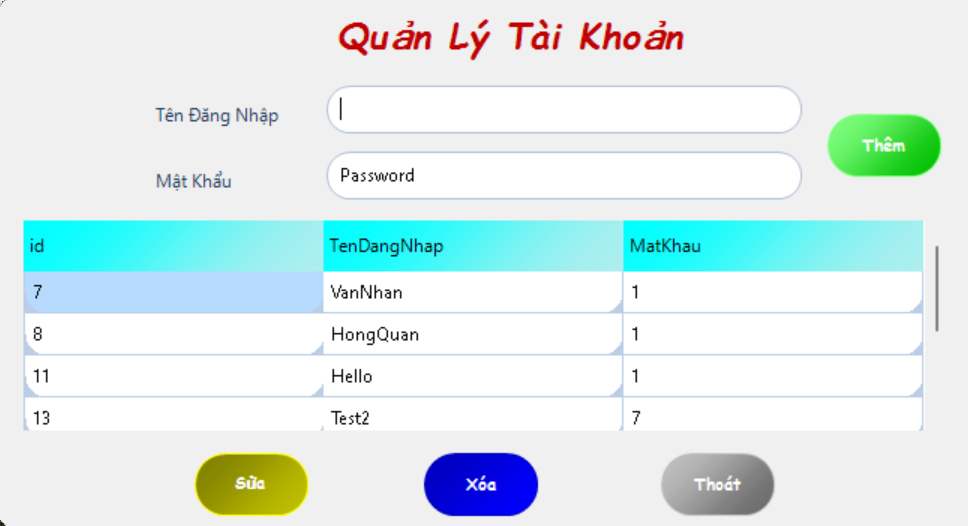 Quản Lý Tài Khoản
Tên Đăng Nhập
Thêm
Mật Khẩu
Password
id TenDangNhap MatKhau
7 VanNhan 1
8 HongQuan 1
11 Hello 1
13 Test2 7
Sửa Xóa Thoát